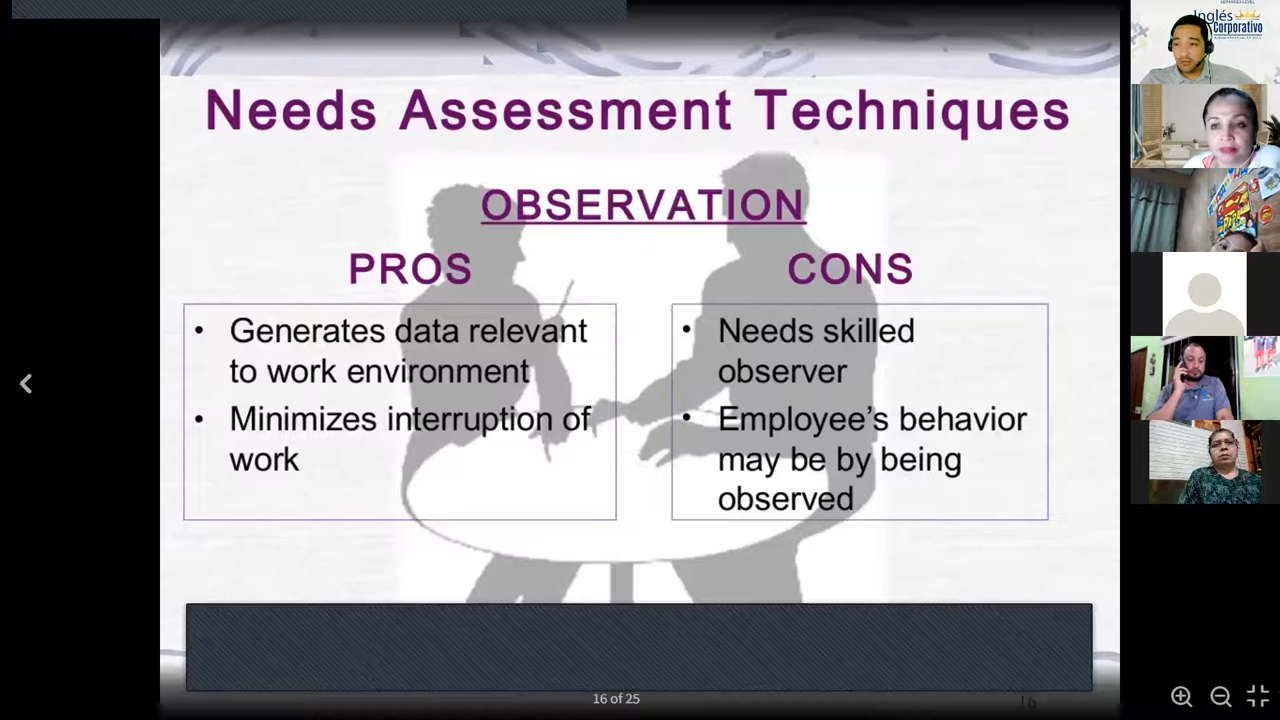 Needs Assessment Techniques
OBSERVATION
PROS
CONS
• Generates data relevant
to work environment
• Minimizes interruption of
work
• Needs skilled
observer
• Employee's behavior
may be by being
observed
16 of 25
16
Inglés
Corporativo